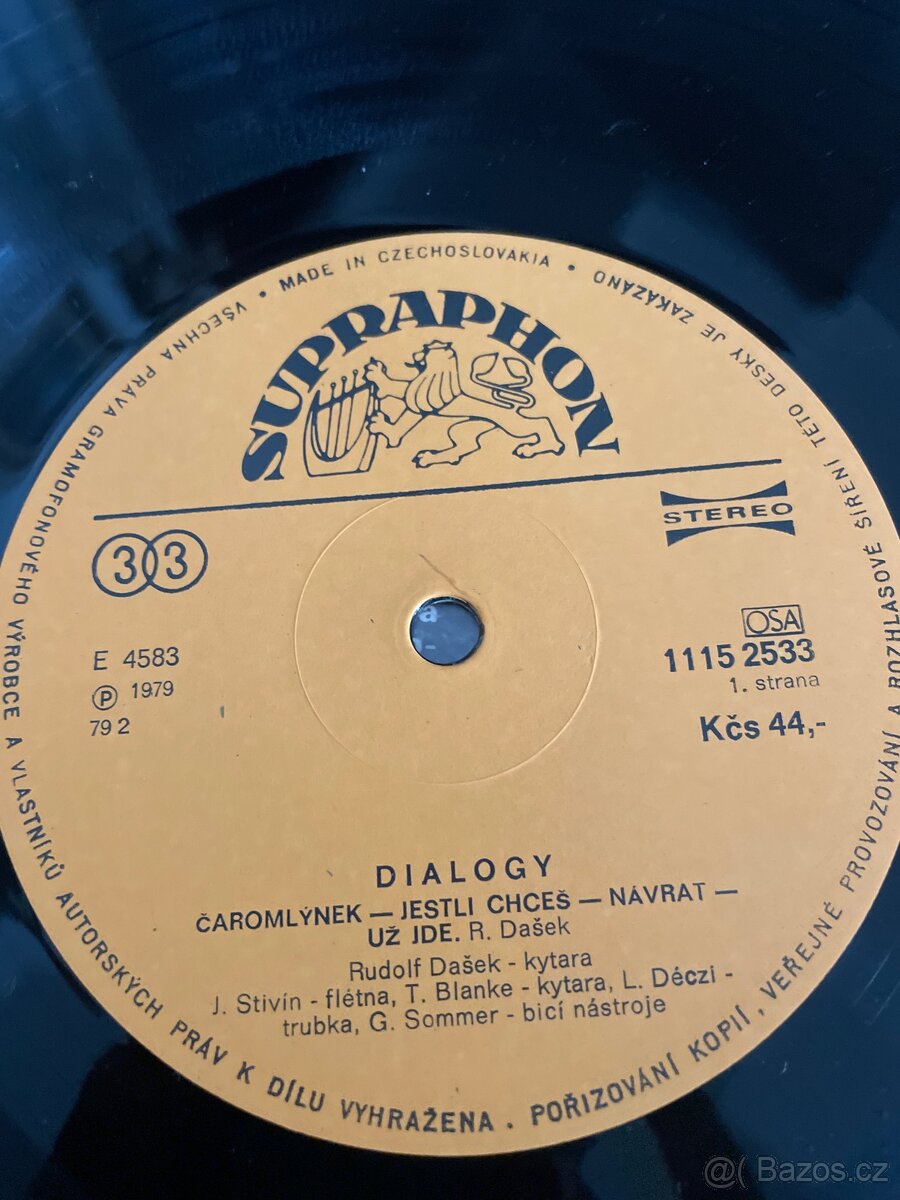 VŠECHNA PRÁVA GRAMOFONOVÉHO VÝROBCE A VLASTNÍKŮ AUTORSKÝCH PRÁV K DÍLU VYHRAŽENA . POŘIZOVÁNÍ KOPIÍ, VEŘEJNÉ PROVOZOVÁNÍ A ROZHLASOVÉ ŠÍŘENÍ TÉTO DESKY JE ZAKÁZÁNO
• MADE IN CZECHOSLOVAKIA •
SUPRAPHON
33
STEREO
E 4583
Ⓟ 1979
79 2
OSA
1115 2533
1. strana
Kčs 44,-
DIALOGY
ČAROMLÝNEK — JESTLI CHCEŠ — NÁVRAT —
UŽ JDE. R. Dašek
Rudolf Dašek - kytara
J. Stivín - flétna, T. Blanke - kytara, L. Déczi -
trubka, G. Sommer - bicí nástroje
a
-
@( Bazos.cz